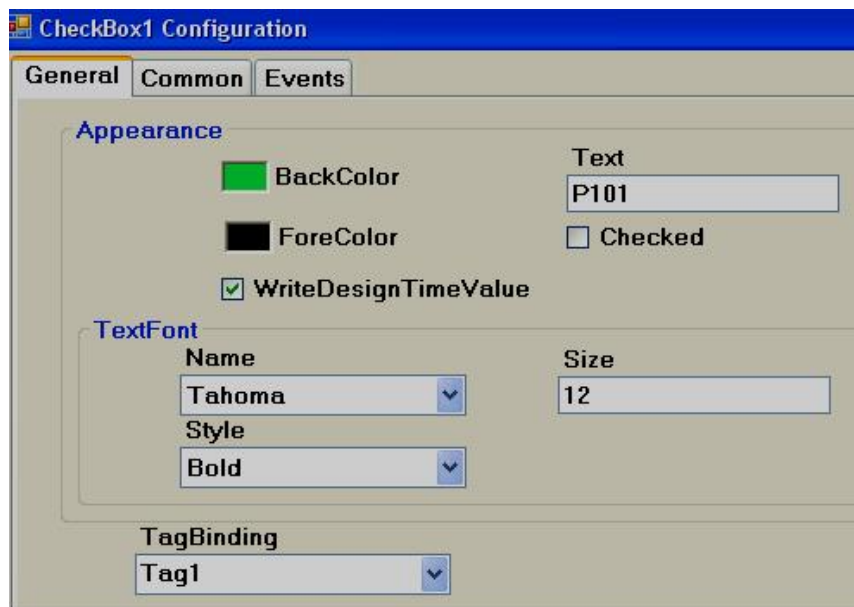 CheckBox1 Configuration
General Common Events
Appearance
BackColor
Text
P101
ForeColor
Checked
WriteDesignTimeValue
TextFont
Name
Size
Tahoma
12
Style
Bold
TagBinding
Tag1